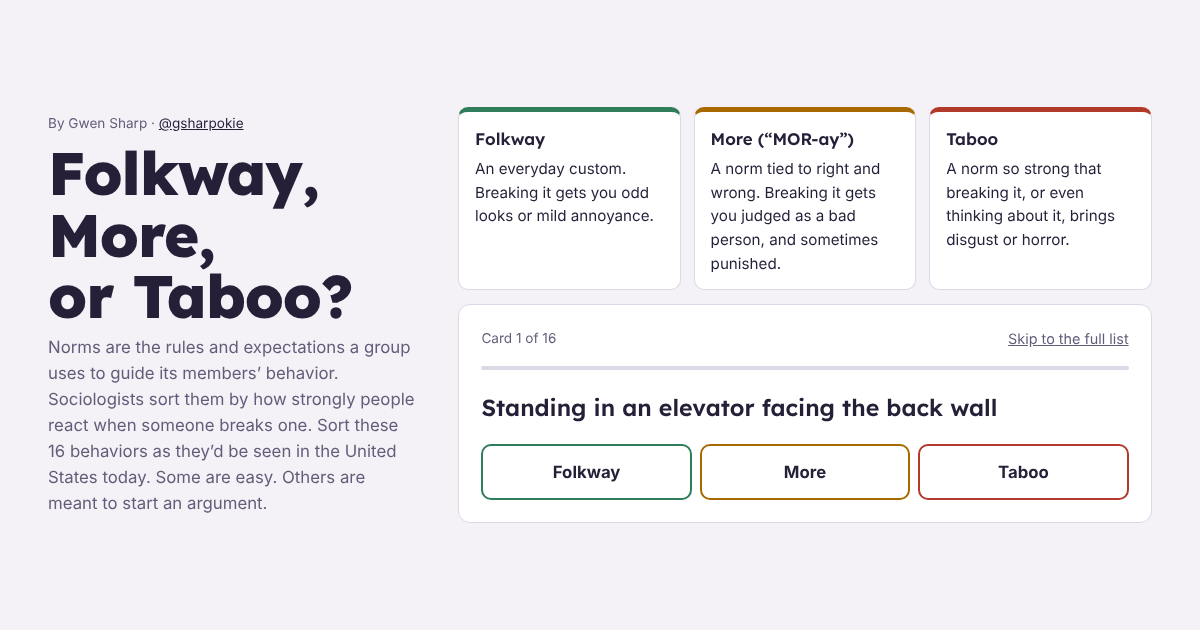 By Gwen Sharp · @gsharpokie
Folkway,
More,
or Taboo?
Norms are the rules and expectations a group
uses to guide its members’ behavior.
Sociologists sort them by how strongly people
react when someone breaks one. Sort these
16 behaviors as they’d be seen in the United
States today. Some are easy. Others are
meant to start an argument.
Folkway
An everyday custom.
Breaking it gets you odd
looks or mild annoyance.
More (“MOR-ay”)
A norm tied to right and
wrong. Breaking it gets
you judged as a bad
person, and sometimes
punished.
Taboo
A norm so strong that
breaking it, or even
thinking about it, brings
disgust or horror.
Card 1 of 16
Skip to the full list
Standing in an elevator facing the back wall
Folkway
More
Taboo